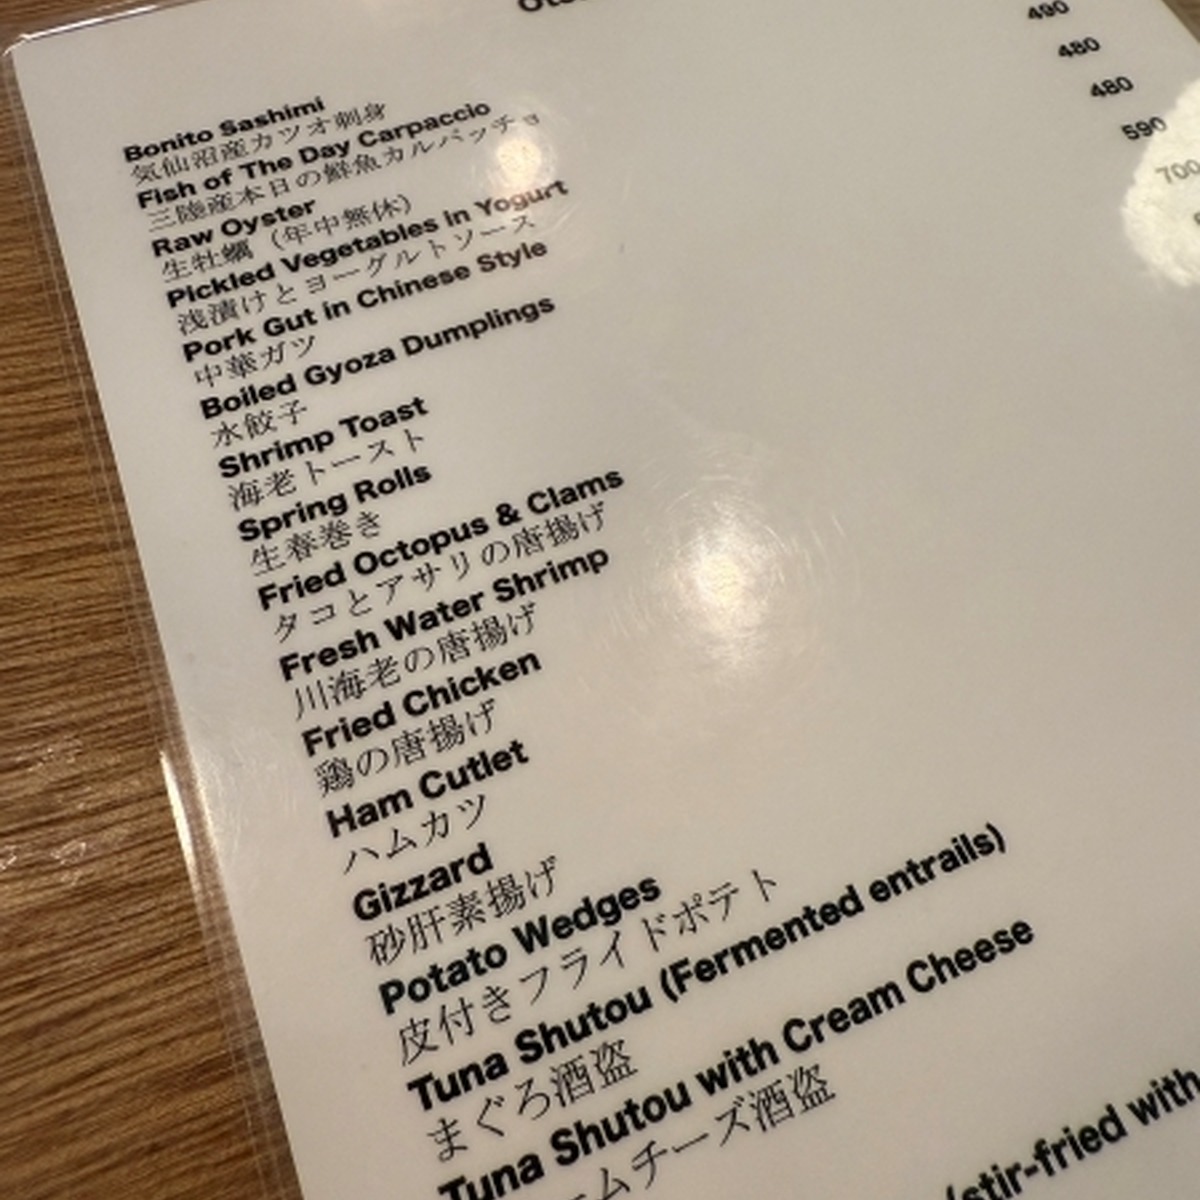 Bonito Sashimi
気仙沼産カツオ刺身
Fish of The Day Carpaccio
三陸産本日の鮮魚カルパッチョ
Raw Oyster
生牡蠣（年中無休）
Pickled Vegetables in Yogurt
浅漬けとヨーグルトソース
Pork Gut in Chinese Style
中華ガツ
Boiled Gyoza Dumplings
水餃子
Shrimp Toast
海老トースト
Spring Rolls
生春巻き
Fried Octopus & Clams
タコとアサリの唐揚げ
Fresh Water Shrimp
川海老の唐揚げ
Fried Chicken
鶏の唐揚げ
Ham Cutlet
ハムカツ
Gizzard
砂肝素揚げ
Potato Wedges
皮付きフライドポテト
Tuna Shutou (Fermented entrails)
まぐろ酒盗
Tuna Shutou with Cream Cheese
ームチーズ酒盗
(stir-fried with
490
480
480
590
700